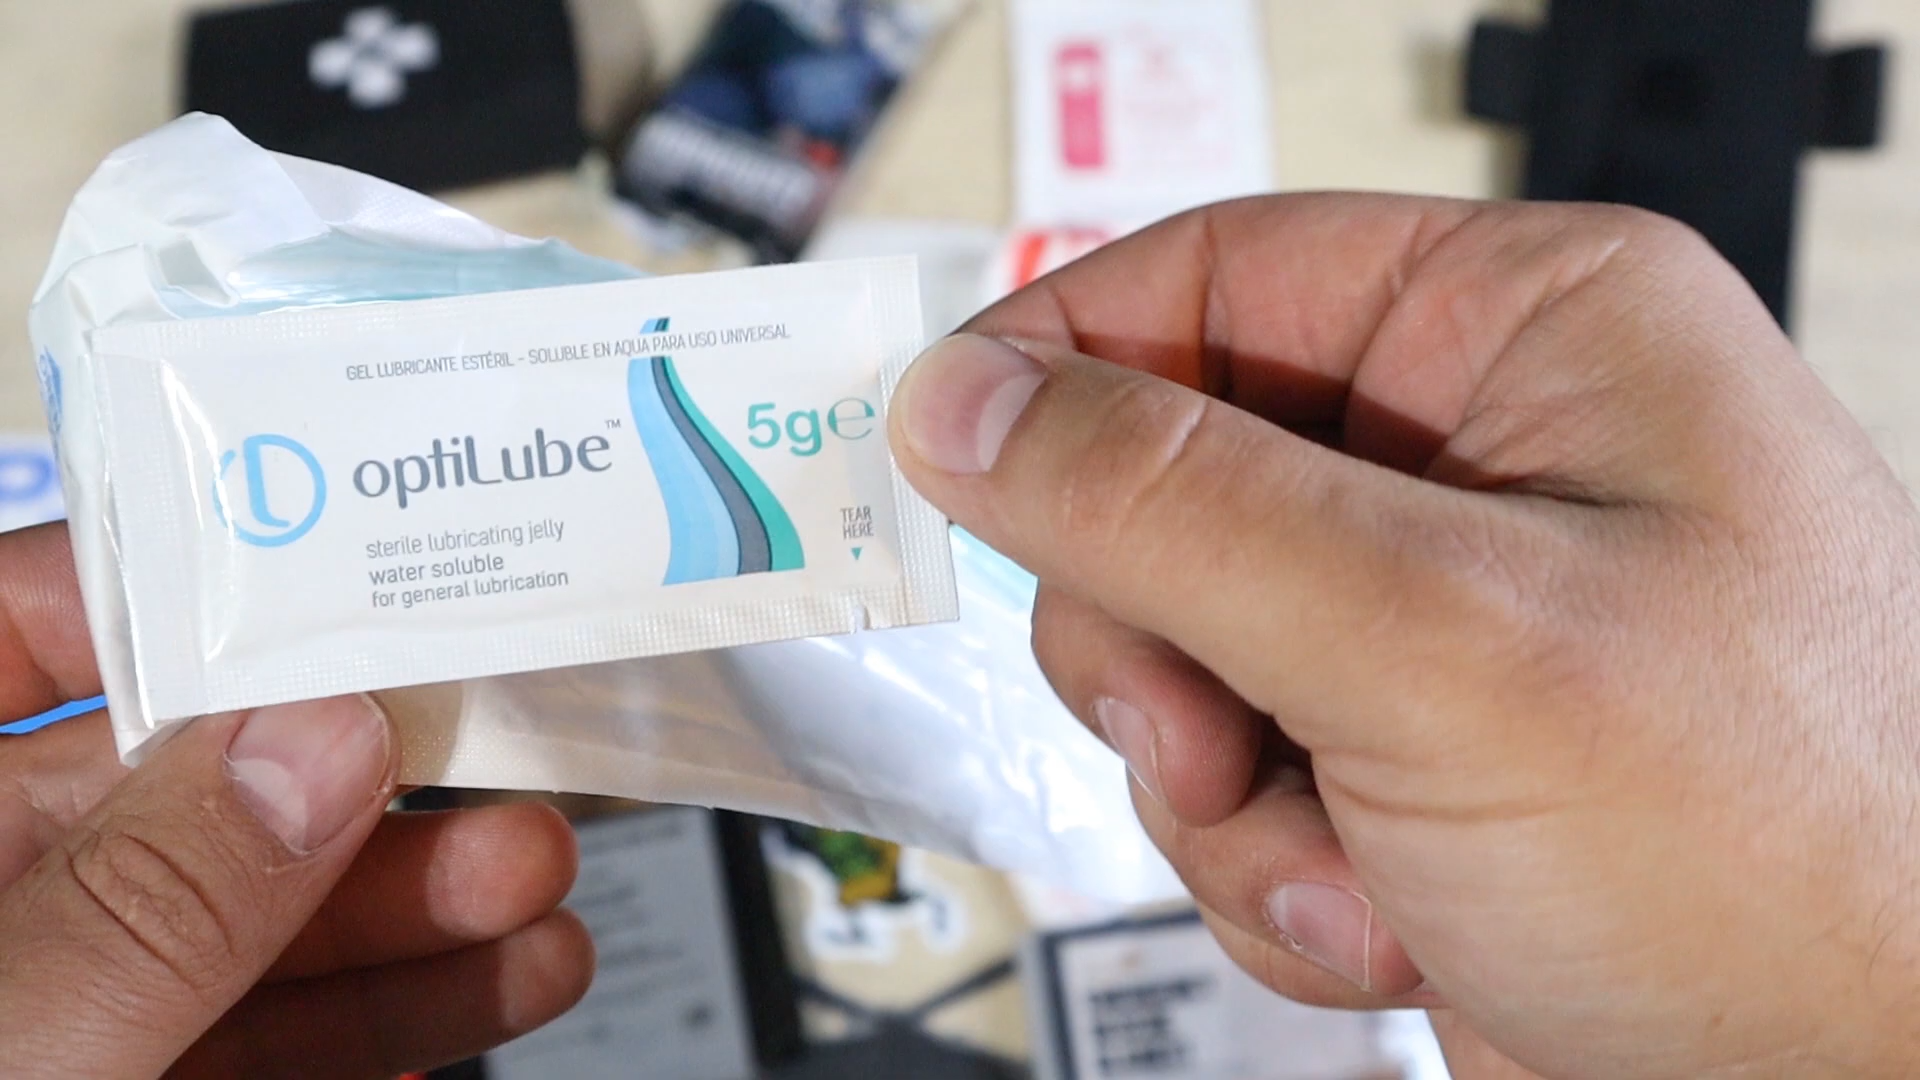 GEL LUBRICANTE ESTÉRIL - SOLUBLE EN AQUA PARA USO UNIVERSAL
optiLube™
5g℮
sterile lubricating jelly
water soluble
for general lubrication
TEAR
HERE